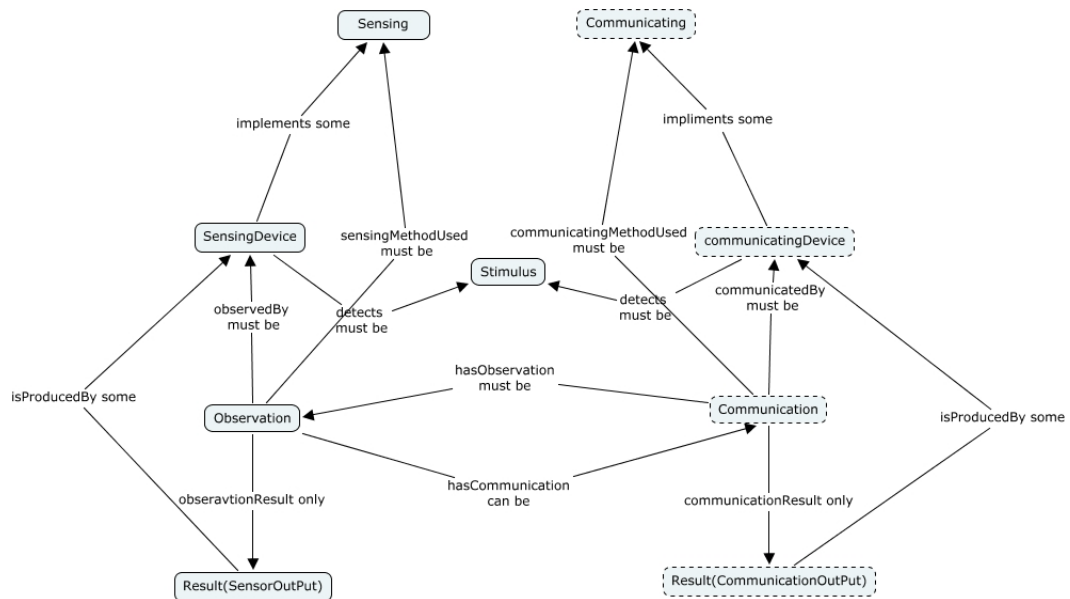 Sensing
Communicating
implements some
impliments some
SensingDevice
sensingMethodUsed
must be
communicatingMethodUsed
must be
communicatingDevice
Stimulus
observedBy
must be
detects
must be
detects
must be
communicatedBy
must be
hasObservation
must be
isProducedBy some
Observation
Communication
isProducedBy some
hasCommunication
can be
obseravtionResult only
communicationResult only
Result(SensorOutPut)
Result(CommunicationOutPut)